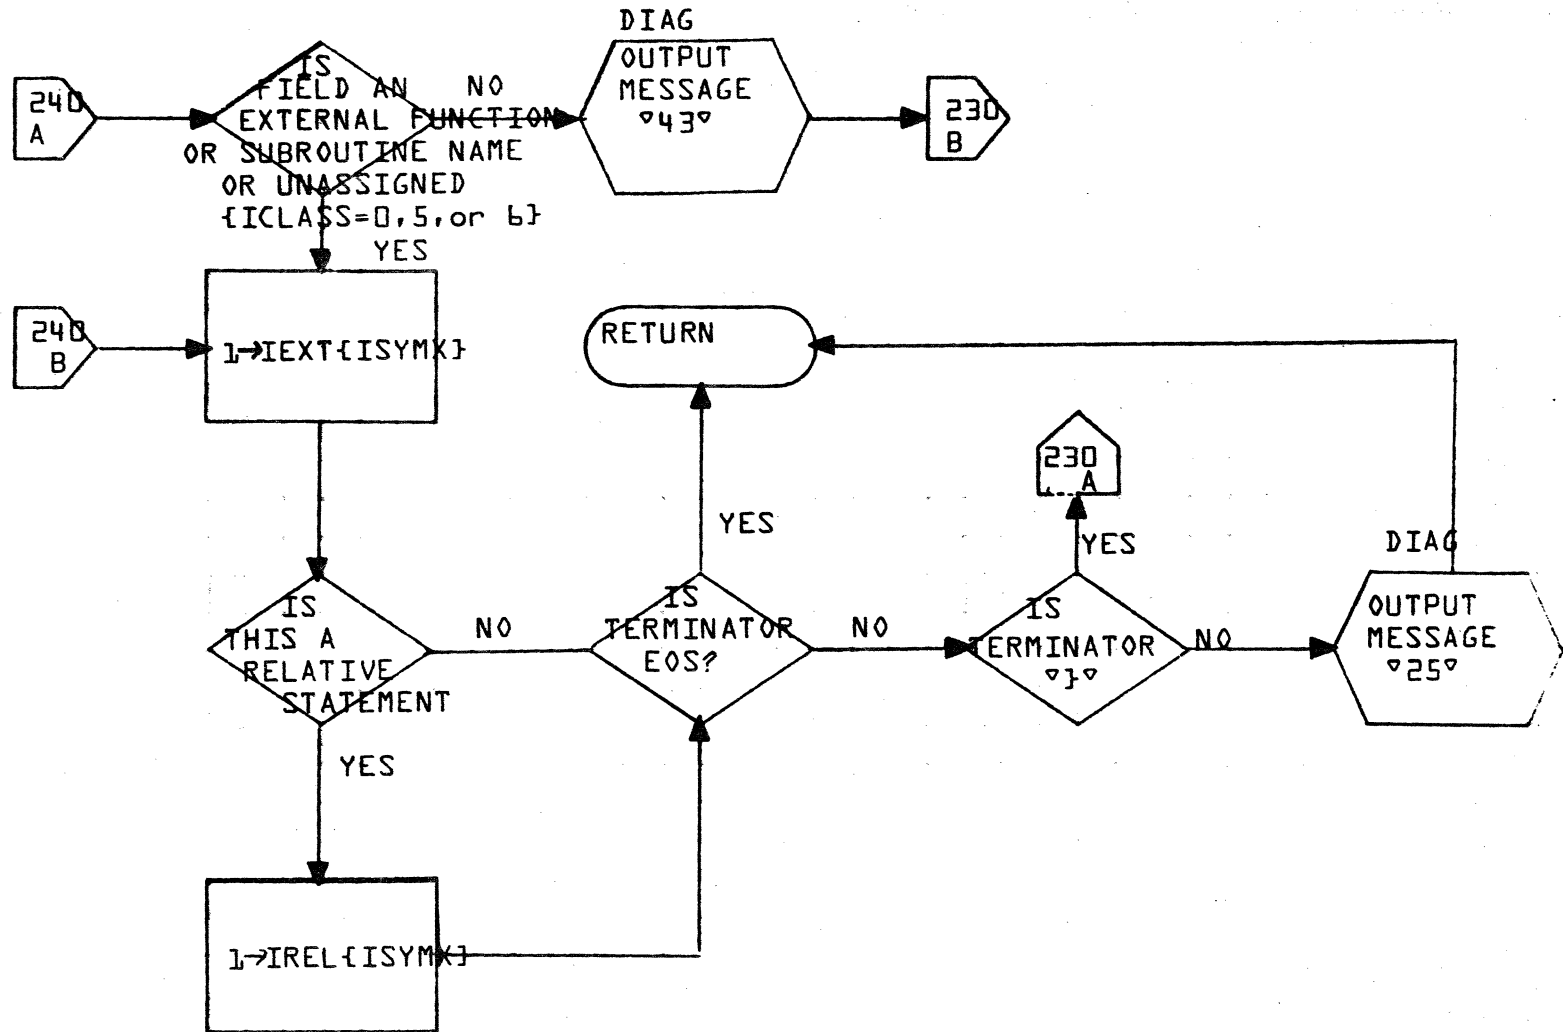 DIAG
240
A
IS
FIELD AN
EXTERNAL FUNCTION
OR SUBROUTINE NAME
OR UNASSIGNED
{ICLASS=0,5,or 6}
NO
OUTPUT
MESSAGE
▿43▿
230
B
YES
240
B
1→IEXT{ISYMX}
RETURN
230
A
YES
YES
DIAG
IS
THIS A
RELATIVE
STATEMENT
NO
IS
TERMINATOR
EOS?
NO
IS
TERMINATOR
▿}▿
NO
OUTPUT
MESSAGE
▿25▿
YES
1→IREL{ISYMX}